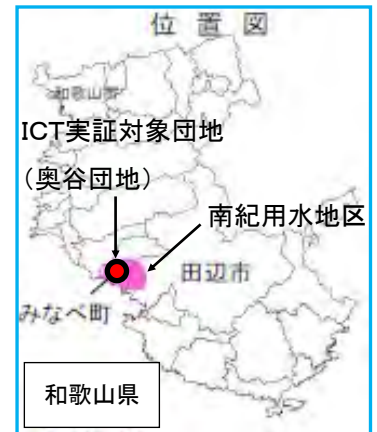 位置図
和歌山市
ICT実証対象団地
(奥谷団地)
南紀用水地区
田辺市
みなべ町
和歌山県